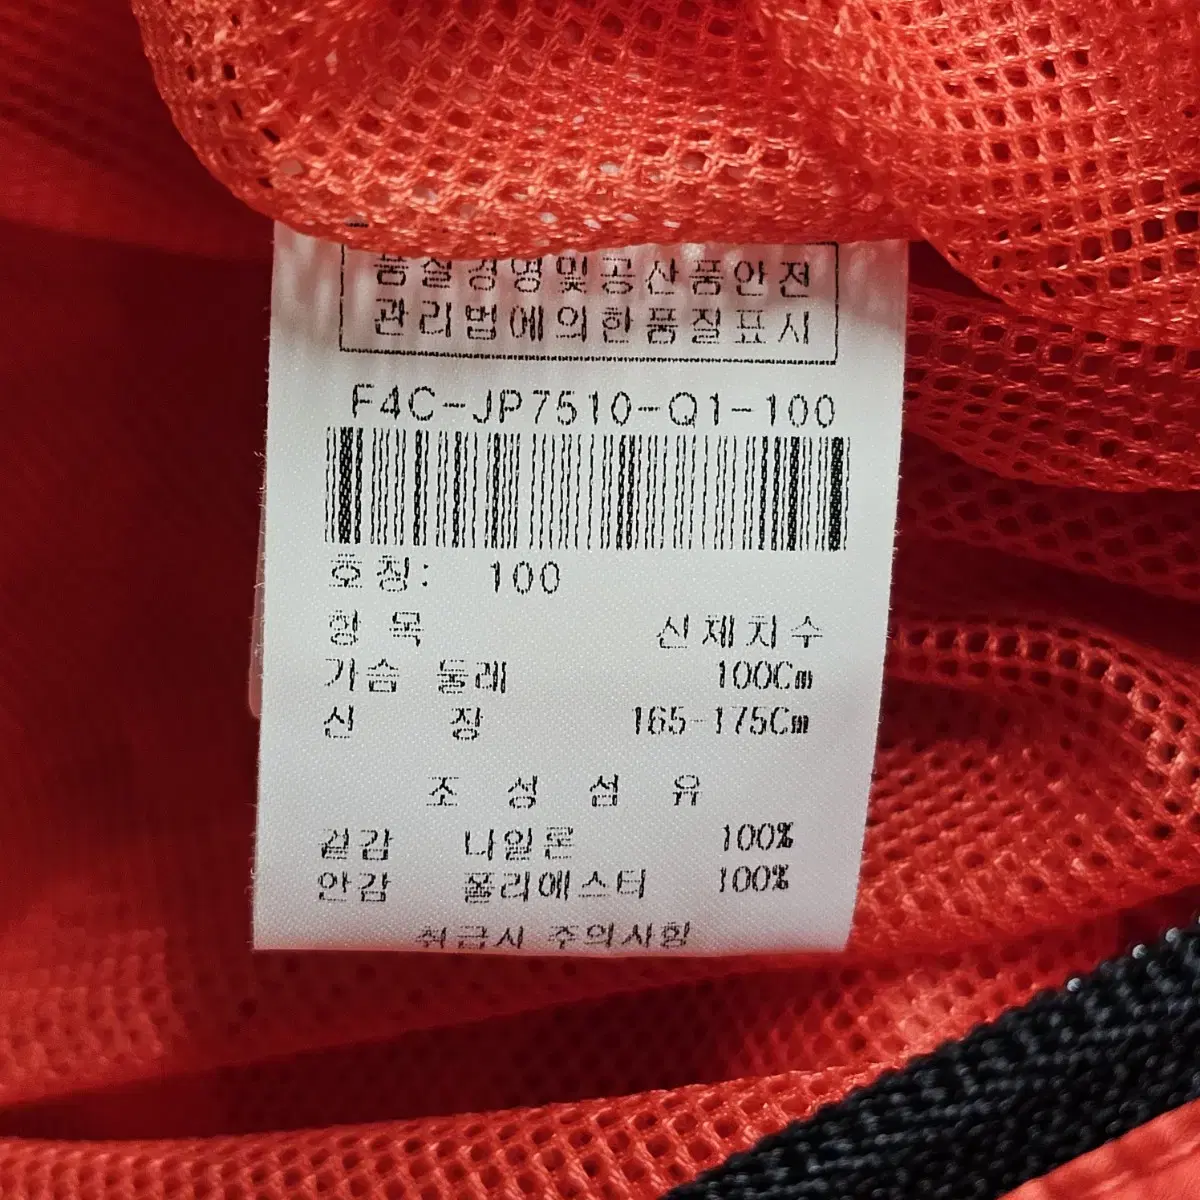 품질경영및공산품안전
관리법에의한품질표시
F4C-JP7510-Q1-100
호칭: 100
항 목 신체치수
가슴 둘레 100Cm
신 장 165-175Cm
조 성 섬 유
겉감 나일론 100%
안감 폴리에스터 100%
취급시 주의사항